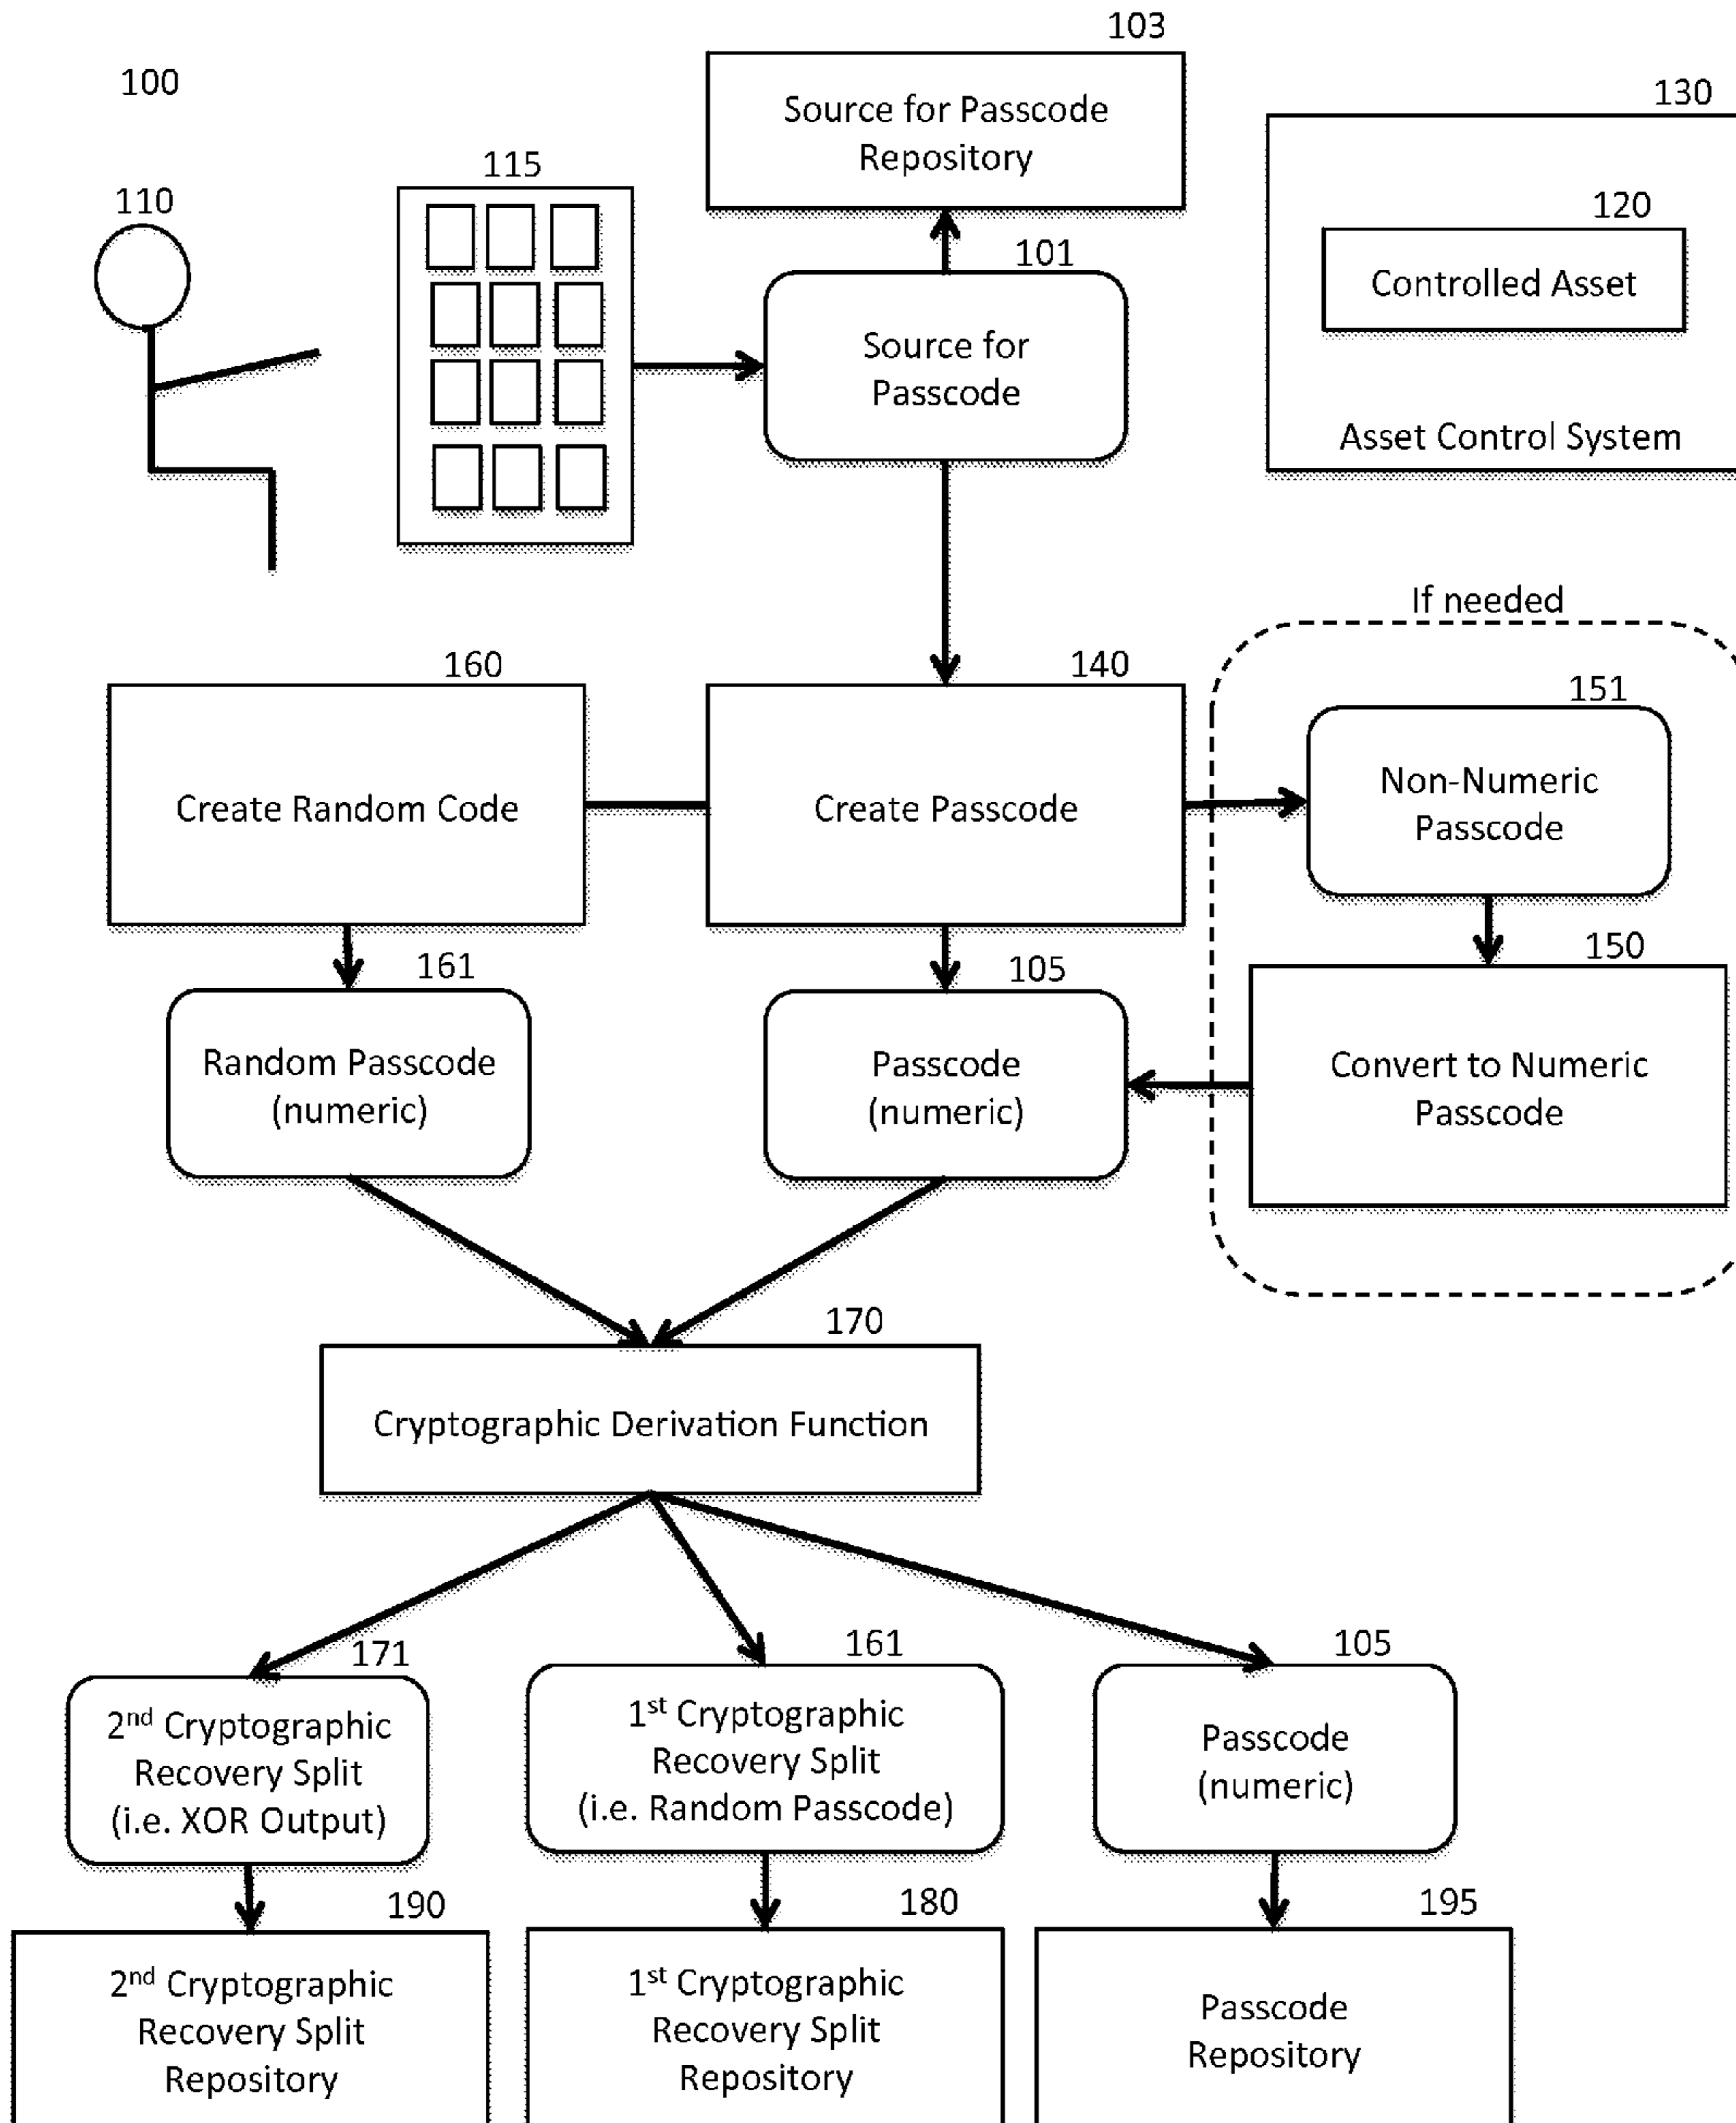 103
100
Source for Passcode
Repository
130
115
110
120
101
Controlled Asset
Source for
Passcode
Asset Control System
If needed
160
140
151
Create Random Code
Create Passcode
Non-Numeric
Passcode
161
105
150
Random Passcode
(numeric)
Passcode
(numeric)
Convert to Numeric
Passcode
170
Cryptographic Derivation Function
171
161
105
2nd Cryptographic
Recovery Split
(i.e. XOR Output)
1st Cryptographic
Recovery Split
(i.e. Random Passcode)
Passcode
(numeric)
190
180
195
2nd Cryptographic
Recovery Split
Repository
1st Cryptographic
Recovery Split
Repository
Passcode
Repository